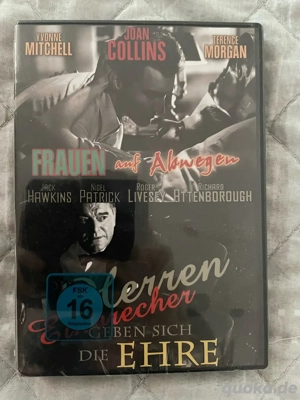 YVONNE MITCHELL
JOAN COLLINS
TERENCE MORGAN
FRAUEN auf Abwegen
JACK HAWKINS
NIGEL PATRICK
ROGER LIVESEY
RICHARD ATTENBOROUGH
Herren
Einbrecher
GEBEN SICH
DIE EHRE
FSK
16
quoka.de